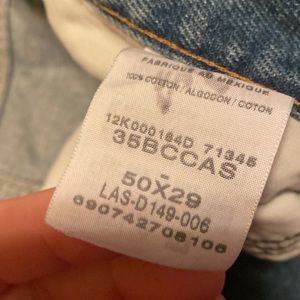 FABRIQUE AU MEXIQUE
100% COTTON / ALGODON / COTON
12K000184D 71345
35BCCAS
50X29
LAS-D149-006
690742708106